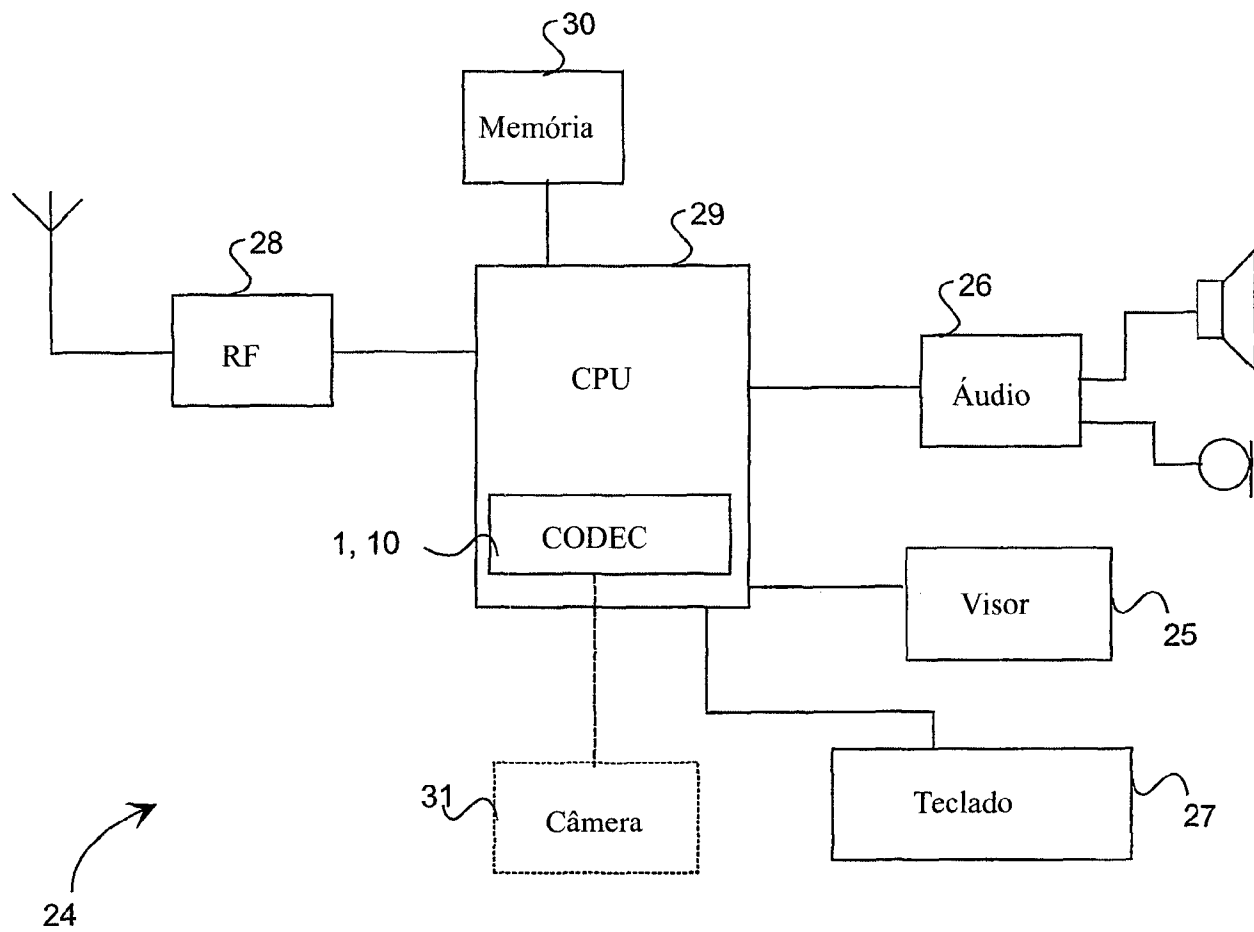 30
Memória
28
RF
29
CPU
26
Áudio
1, 10
CODEC
Visor
25
31
Câmera
Teclado
27
24